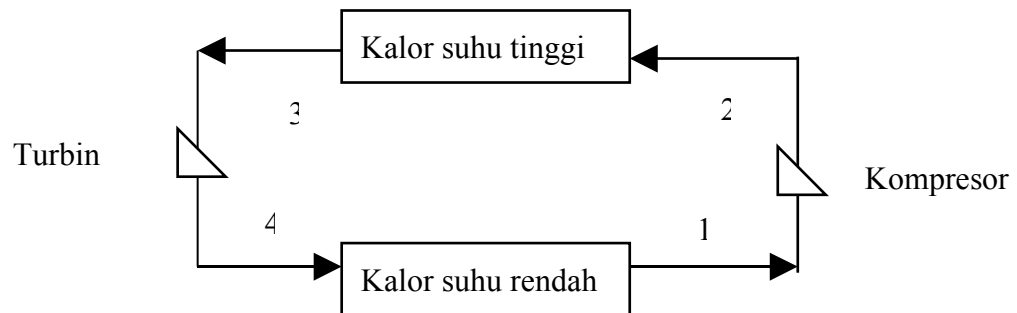 Kalor suhu tinggi
3
2
Turbin
Kompresor
4
1
Kalor suhu rendah